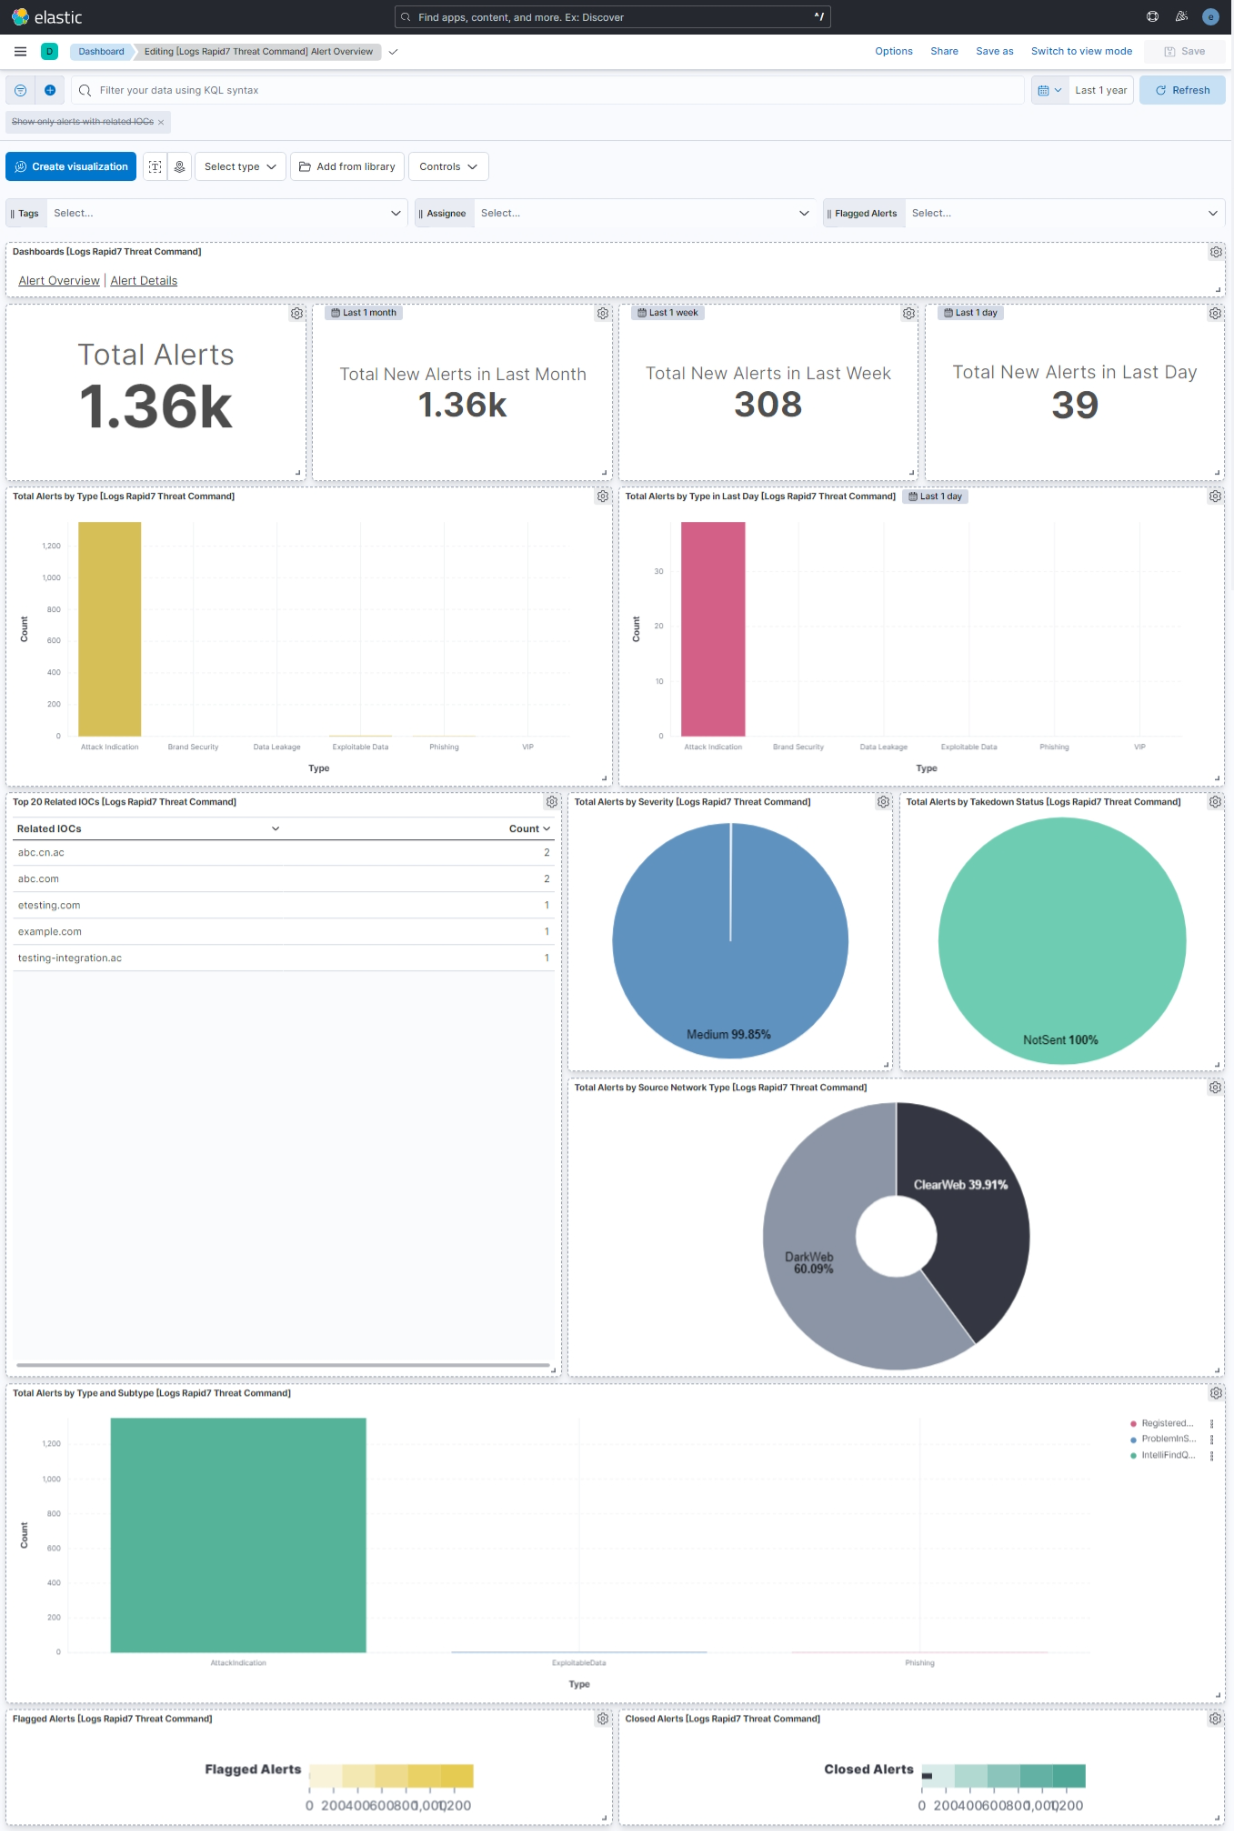 elastic
Find apps, content, and more. Ex: Discover
^/
e
D
Dashboard
Editing [Logs Rapid7 Threat Command] Alert Overview
Options
Share
Save as
Switch to view mode
Save
Filter your data using KQL syntax
Last 1 year
Refresh
Show only alerts with related IOCs ×
Create visualization
Select type
Add from library
Controls
Tags
Select...
Assignee
Select...
Flagged Alerts
Select...
Dashboards [Logs Rapid7 Threat Command]
Alert Overview | Alert Details
Total Alerts
1.36k
Last 1 month
Total New Alerts in Last Month
1.36k
Last 1 week
Total New Alerts in Last Week
308
Last 1 day
Total New Alerts in Last Day
39
Total Alerts by Type [Logs Rapid7 Threat Command]
1,200
1,000
800
600
400
200
0
Count
Attack Indication
Brand Security
Data Leakage
Exploitable Data
Phishing
VIP
Type
Total Alerts by Type in Last Day [Logs Rapid7 Threat Command]
Last 1 day
30
20
10
0
Count
Attack Indication
Brand Security
Data Leakage
Exploitable Data
Phishing
VIP
Type
Top 20 Related IOCs [Logs Rapid7 Threat Command]
Related IOCs Count
abc.cn.ac 2
abc.com 2
etesting.com 1
example.com 1
testing-integration.ac 1
Total Alerts by Severity [Logs Rapid7 Threat Command]
Medium 99.85%
Total Alerts by Takedown Status [Logs Rapid7 Threat Command]
NotSent 100%
Total Alerts by Source Network Type [Logs Rapid7 Threat Command]
ClearWeb 39.91%
DarkWeb
60.09%
Total Alerts by Type and Subtype [Logs Rapid7 Threat Command]
1,200
1,000
800
600
400
200
0
Count
AttackIndication
ExploitableData
Phishing
Type
Registered...
ProblemInS...
IntelliFindQ...
Flagged Alerts [Logs Rapid7 Threat Command]
Flagged Alerts
0 200 400 600 800 1,000 1,200
Closed Alerts [Logs Rapid7 Threat Command]
Closed Alerts
0 200 400 600 800 1,000 1,200